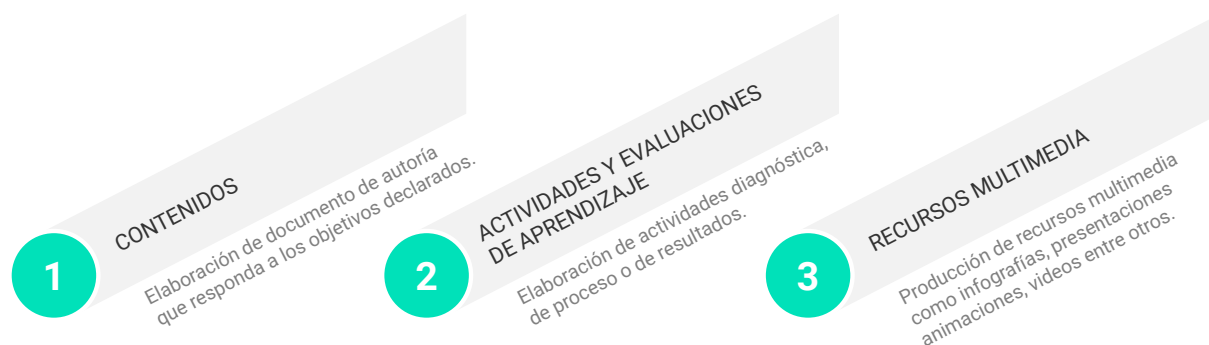 1
CONTENIDOS
Elaboración de documento de autoría
que responda a los objetivos declarados.
2
ACTIVIDADES Y EVALUACIONES
DE APRENDIZAJE
Elaboración de actividades diagnóstica,
de proceso o de resultados.
3
RECURSOS MULTIMEDIA
Producción de recursos multimedia
como infografías, presentaciones
animaciones, videos entre otros.